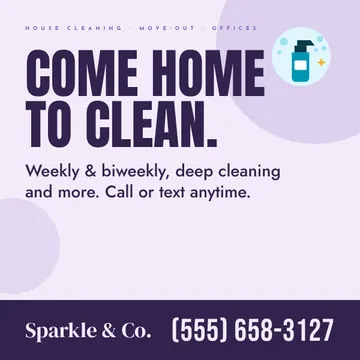 HOUSE CLEANING · MOVE-OUT · OFFICES
COME HOME
TO CLEAN.
Weekly & biweekly, deep cleaning
and more. Call or text anytime.
Sparkle & Co. (555) 658-3127